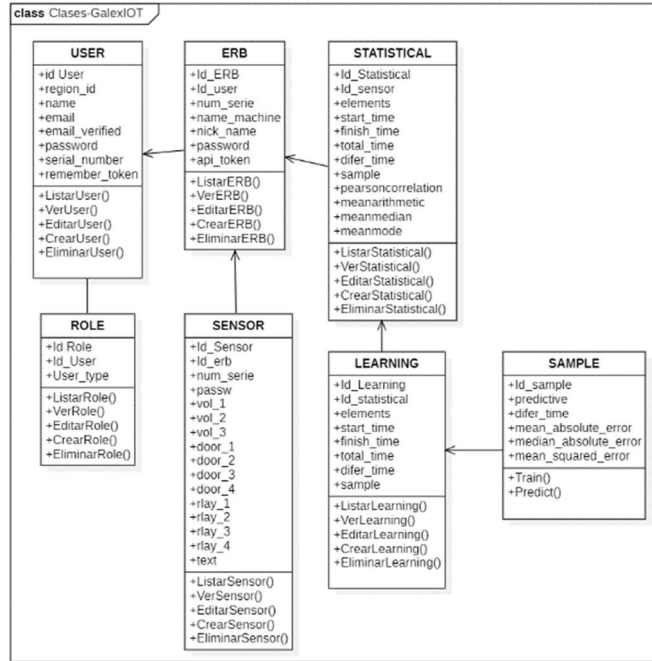 class Clases-GalexIOT
USER
+id User
+region_id
+name
+email
+email_verified
+password
+serial_number
+remember_token
+ListarUser()
+VerUser()
+EditarUser()
+CrearUser()
+EliminarUser()
ERB
+Id_ERB
+Id_user
+num_serie
+name_machine
+nick_name
+password
+api_token
+ListarERB()
+VerERB()
+EditarERB()
+CrearERB()
+EliminarERB()
STATISTICAL
+Id_Statistical
+Id_sensor
+elements
+start_time
+finish_time
+total_time
+difer_time
+sample
+pearsoncorrelation
+meanarithmetic
+meanmedian
+meanmode
+ListarStatistical()
+VerStatistical()
+EditarStatistical()
+CrearStatistical()
+EliminarStatistical()
ROLE
+Id Role
+Id_User
+User_type
+ListarRole()
+VerRole()
+EditarRole()
+CrearRole()
+EliminarRole()
SENSOR
+Id_Sensor
+Id_erb
+num_serie
+passw
+vol_1
+vol_2
+vol_3
+door_1
+door_2
+door_3
+door_4
+rlay_1
+rlay_2
+rlay_3
+rlay_4
+text
+ListarSensor()
+VerSensor()
+EditarSensor()
+CrearSensor()
+EliminarSensor()
LEARNING
+Id_Learning
+Id_statistical
+elements
+start_time
+finish_time
+total_time
+difer_time
+sample
+ListarLearning()
+VerLearning()
+EditarLearning()
+CrearLearning()
+EliminarLearning()
SAMPLE
+Id_sample
+predictive
+difer_time
+mean_absolute_error
+median_absolute_error
+mean_squared_error
+Train()
+Predict()